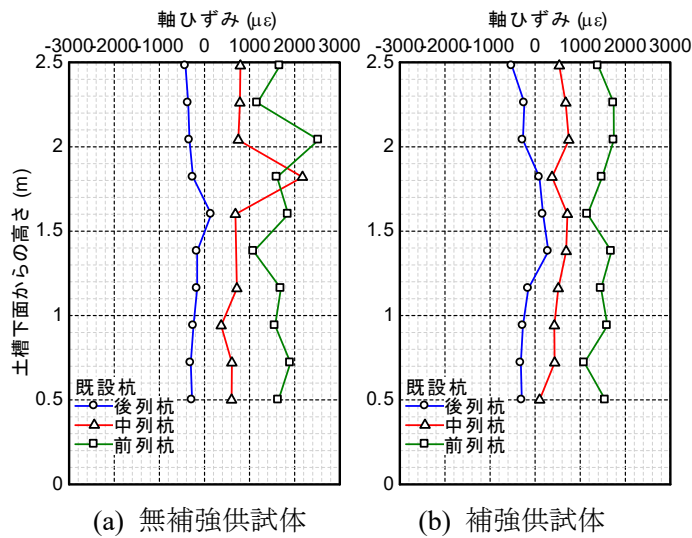 軸ひずみ (με)
-3000-2000-1000 0 1000 2000 3000
土槽下面からの高さ (m)
2.5
2
1.5
1
0.5
0
既設杭
後列杭
中列杭
前列杭
(a) 無補強供試体
軸ひずみ (με)
-3000-2000-1000 0 1000 2000 3000
2.5
2
1.5
1
0.5
0
既設杭
後列杭
中列杭
前列杭
(b) 補強供試体